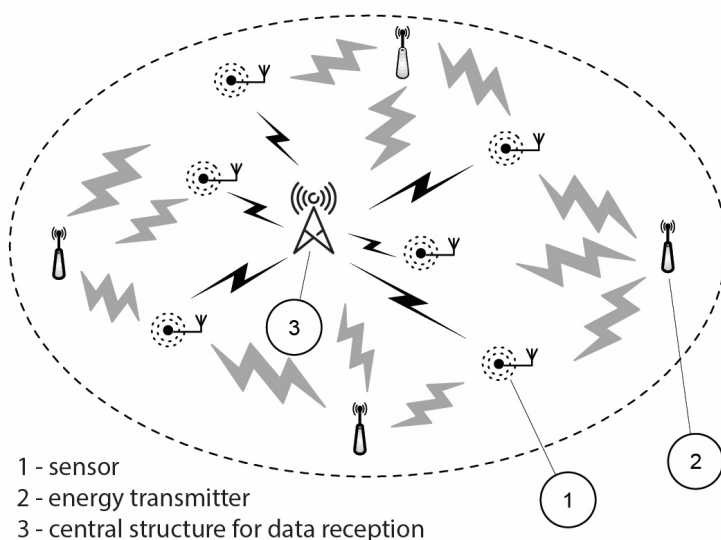 3
2
1
1 - sensor
2 - energy transmitter
3 - central structure for data reception